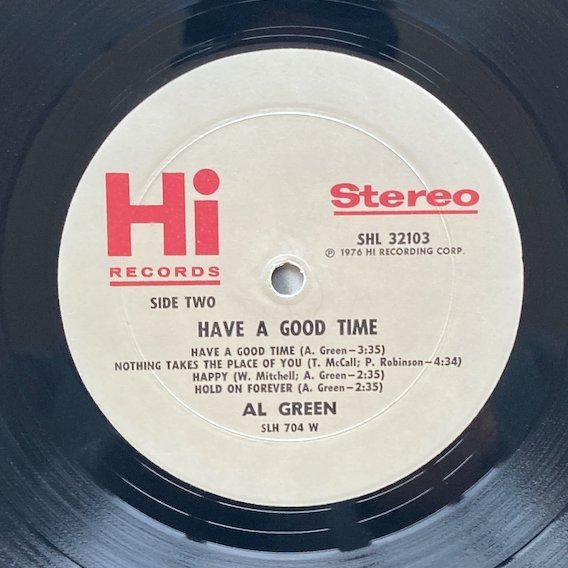 Hi
RECORDS
Stereo
SHL 32103
℗ 1976 HI RECORDING CORP.
SIDE TWO
HAVE A GOOD TIME
HAVE A GOOD TIME (A. Green—3:35)
NOTHING TAKES THE PLACE OF YOU (T. McCall; P. Robinson—4:34)
HAPPY (W. Mitchell; A. Green—2:35)
HOLD ON FOREVER (A. Green—2:35)
AL GREEN
SLH 704 W